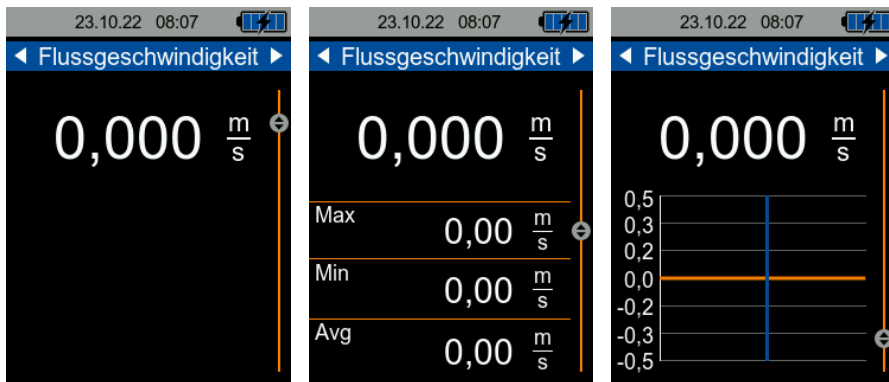 23.10.22 08:07
Flussgeschwindigkeit
0,000 m/s
23.10.22 08:07
Flussgeschwindigkeit
0,000 m/s
Max
0,00 m/s
Min
0,00 m/s
Avg
0,00 m/s
23.10.22 08:07
Flussgeschwindigkeit
0,000 m/s
0,5
0,3
0,2
0,0
-0,2
-0,3
-0,5